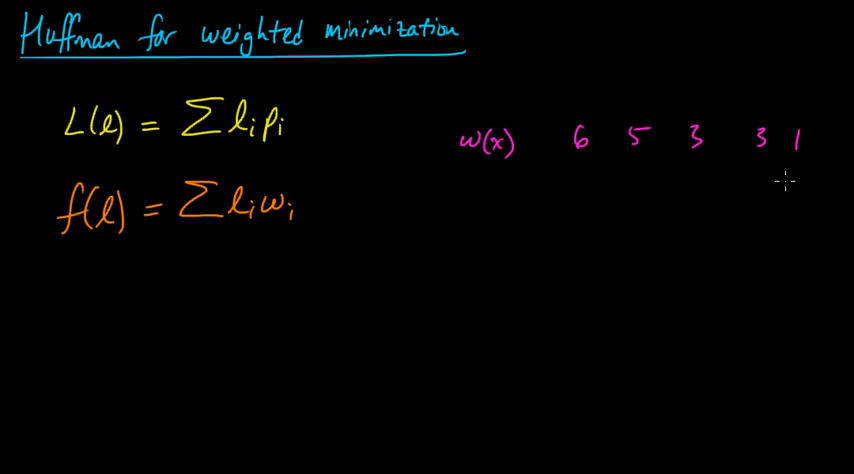 Huffman for weighted minimization
L(l) = ∑ lᵢpᵢ
w(x) 6 5 3 3 1
f(l) = ∑ lᵢwᵢ